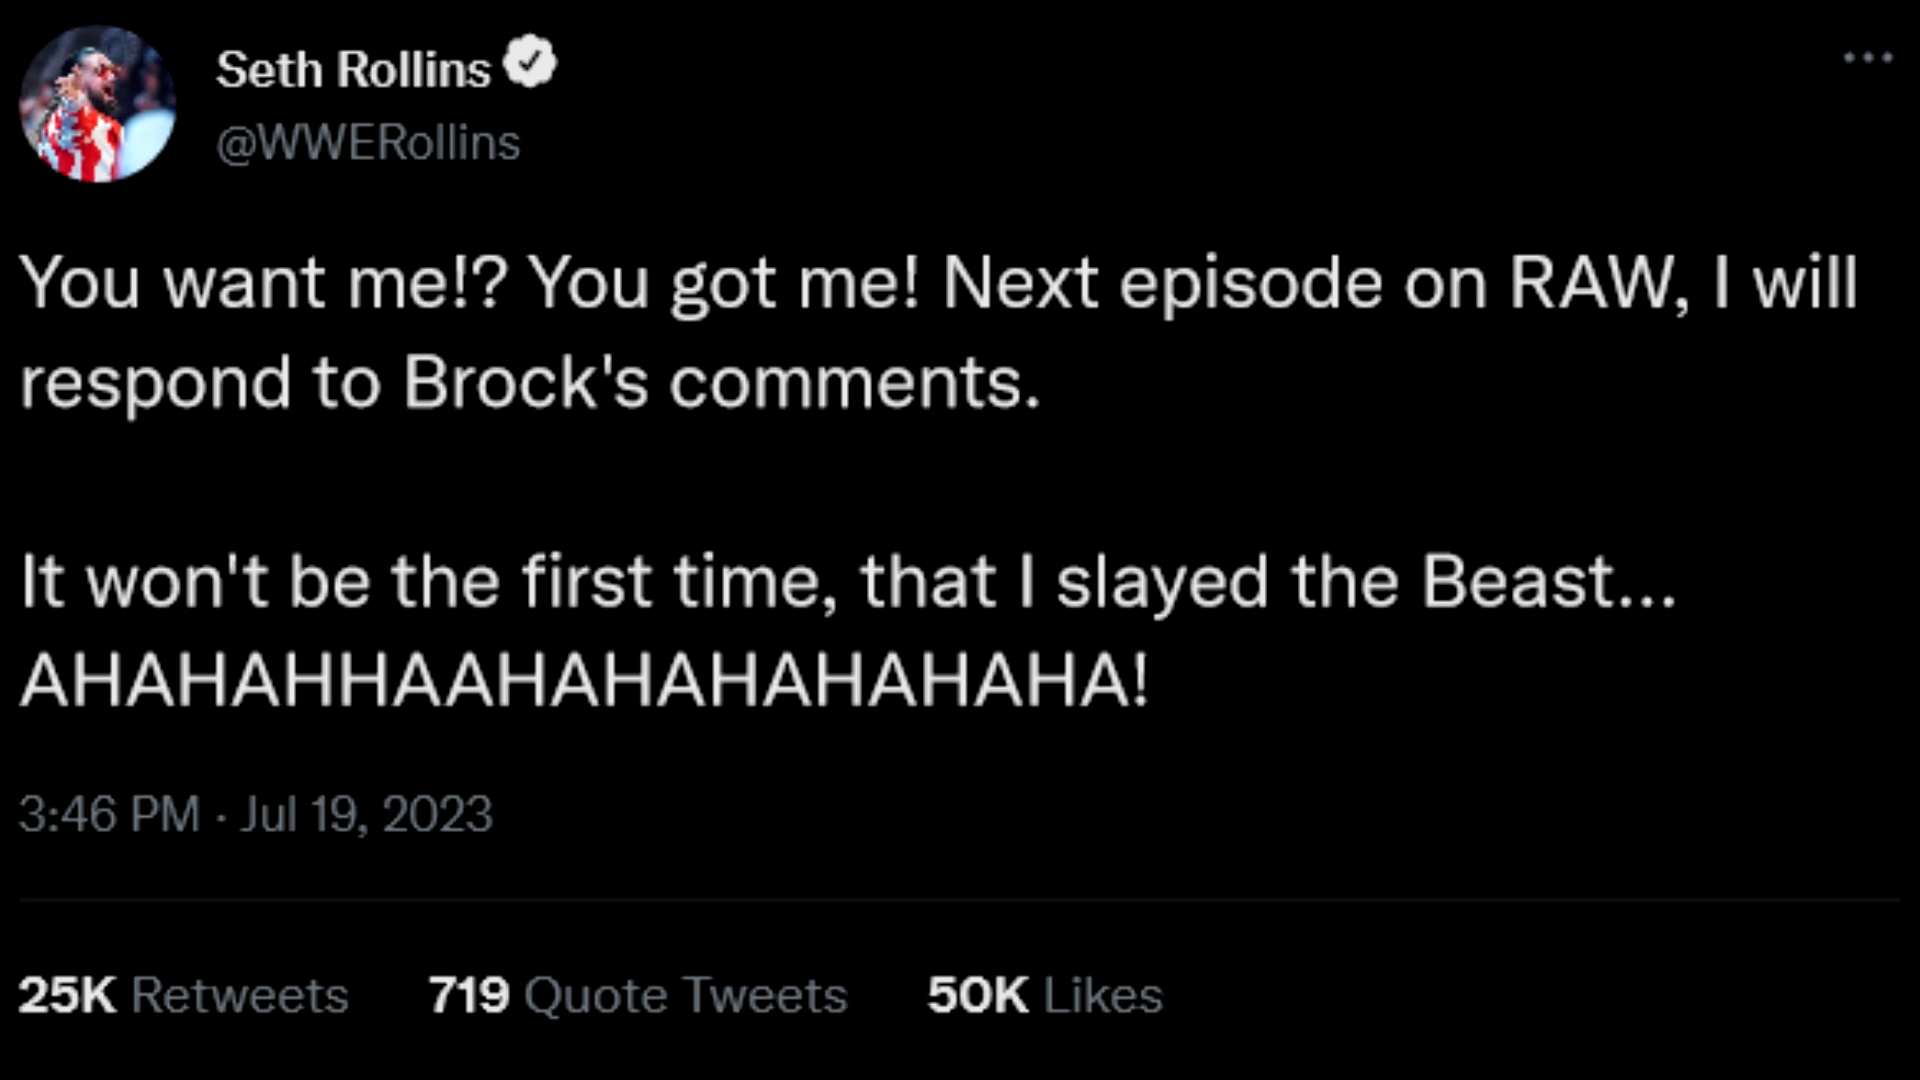 Seth Rollins
@WWERollins
You want me!? You got me! Next episode on RAW, I will
respond to Brock's comments.
It won't be the first time, that I slayed the Beast...
AHAHAHHAAHAHAHAHAHAHA!
3:46 PM · Jul 19, 2023
25K Retweets 719 Quote Tweets 50K Likes